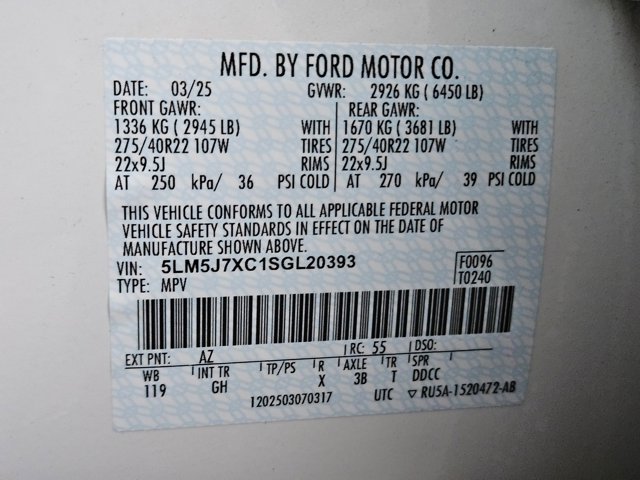 MFD. BY FORD MOTOR CO.
DATE: 03/25 GVWR: 2926 KG ( 6450 LB)
FRONT GAWR: REAR GAWR:
1336 KG ( 2945 LB) WITH 1670 KG ( 3681 LB) WITH
275/40R22 107W TIRES 275/40R22 107W TIRES
22x9.5J RIMS 22x9.5J RIMS
AT 250 kPa/ 36 PSI COLD AT 270 kPa/ 39 PSI COLD
THIS VEHICLE CONFORMS TO ALL APPLICABLE FEDERAL MOTOR
VEHICLE SAFETY STANDARDS IN EFFECT ON THE DATE OF
MANUFACTURE SHOWN ABOVE.
VIN: 5LM5J7XC1SGL20393 F0096
TYPE: MPV T0240
EXT PNT: AZ RC: 55 DSO:
WB INT TR TP/PS R AXLE TR SPR
119 GH X 3B T DDCC
1202503070317 UTC ▽ RU5A-1520472-AB